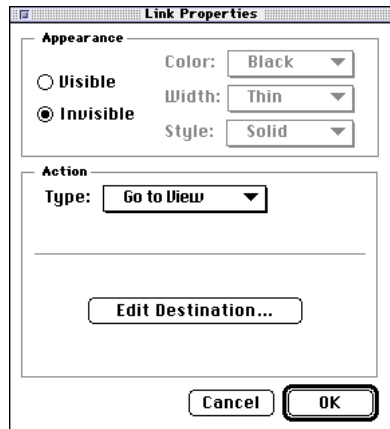 Link Properties
Appearance
Visible
Invisible
Color: Black
Width: Thin
Style: Solid
Action
Type: Go to View
Edit Destination...
Cancel OK